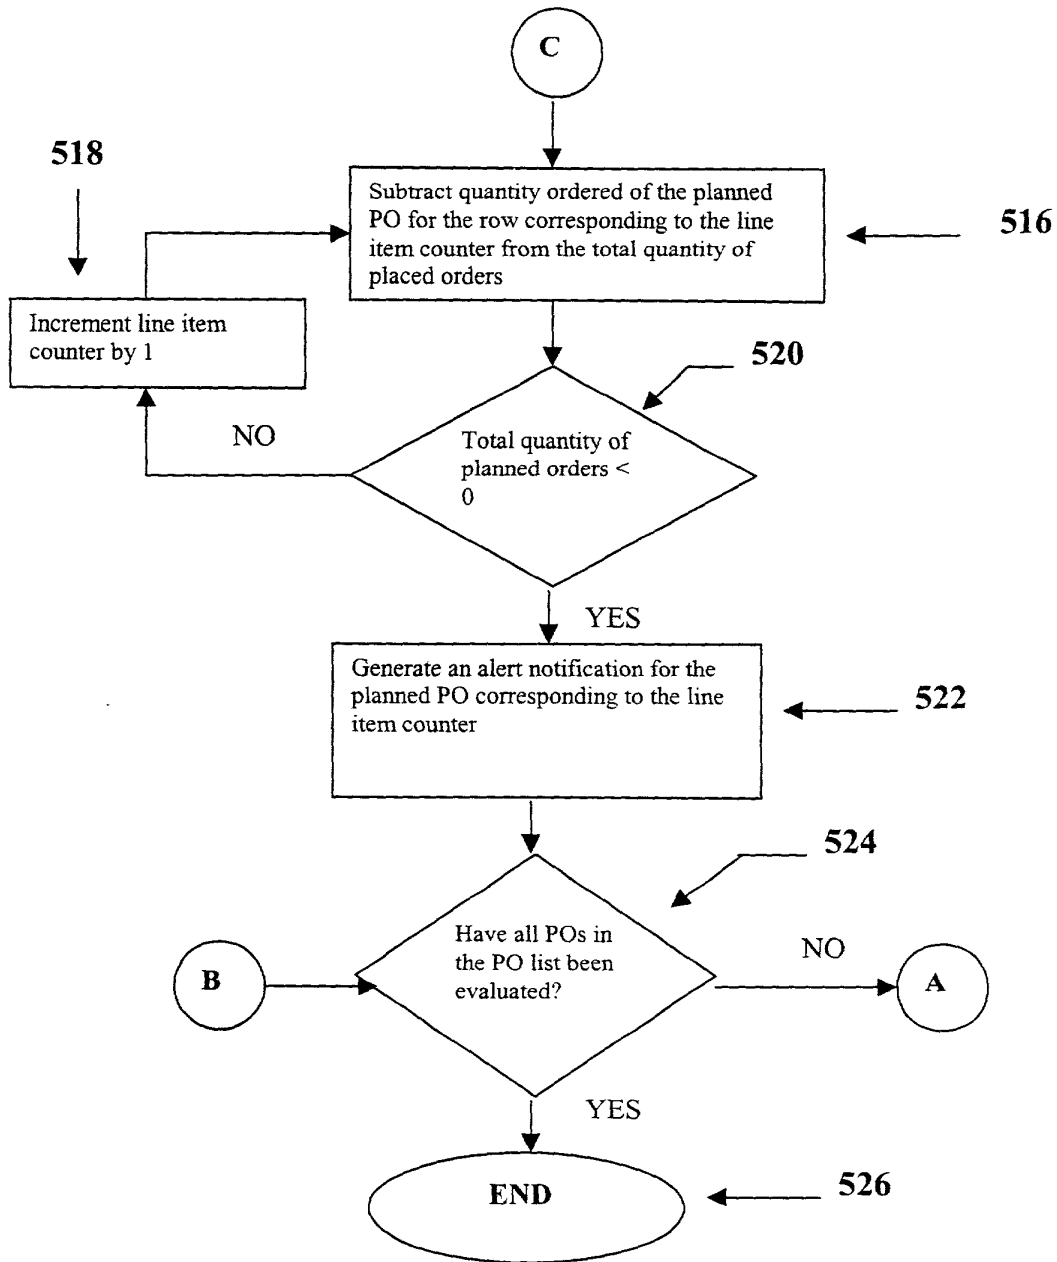 C
518
Subtract quantity ordered of the planned
PO for the row corresponding to the line
item counter from the total quantity of
placed orders
516
Increment line item
counter by 1
520
NO
Total quantity of
planned orders <
0
YES
Generate an alert notification for the
planned PO corresponding to the line
item counter
522
524
Have all POs in
the PO list been
evaluated?
NO
B
A
YES
END
526